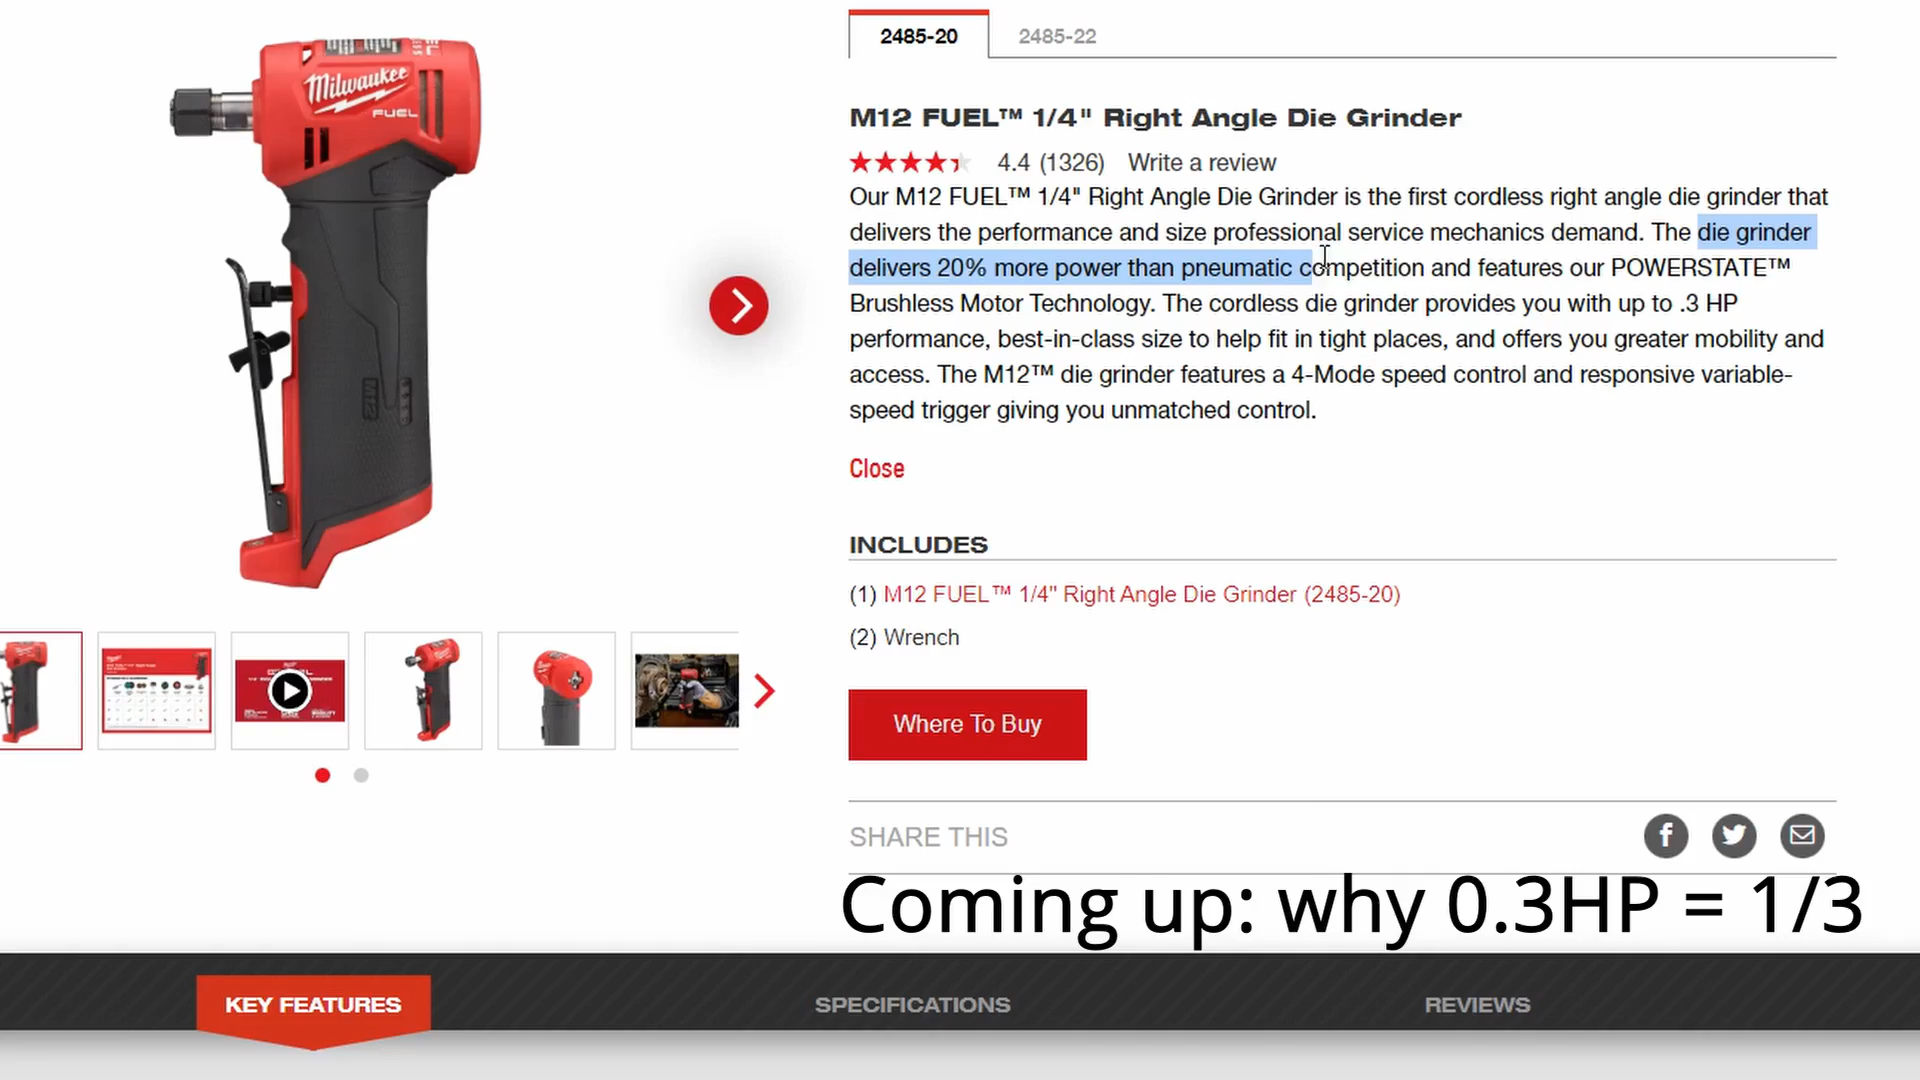 2485-20
2485-22
Milwaukee
FUEL
M12
M12 FUEL™ 1/4" Right Angle Die Grinder
4.4 (1326) Write a review
Our M12 FUEL™ 1/4" Right Angle Die Grinder is the first cordless right angle die grinder that
delivers the performance and size professional service mechanics demand. The die grinder
delivers 20% more power than pneumatic competition and features our POWERSTATE™
Brushless Motor Technology. The cordless die grinder provides you with up to .3 HP
performance, best-in-class size to help fit in tight places, and offers you greater mobility and
access. The M12™ die grinder features a 4-Mode speed control and responsive variable-
speed trigger giving you unmatched control.
Close
INCLUDES
(1) M12 FUEL™ 1/4" Right Angle Die Grinder (2485-20)
(2) Wrench
Where To Buy
SHARE THIS
Coming up: why 0.3HP = 1/3
KEY FEATURES
SPECIFICATIONS
REVIEWS